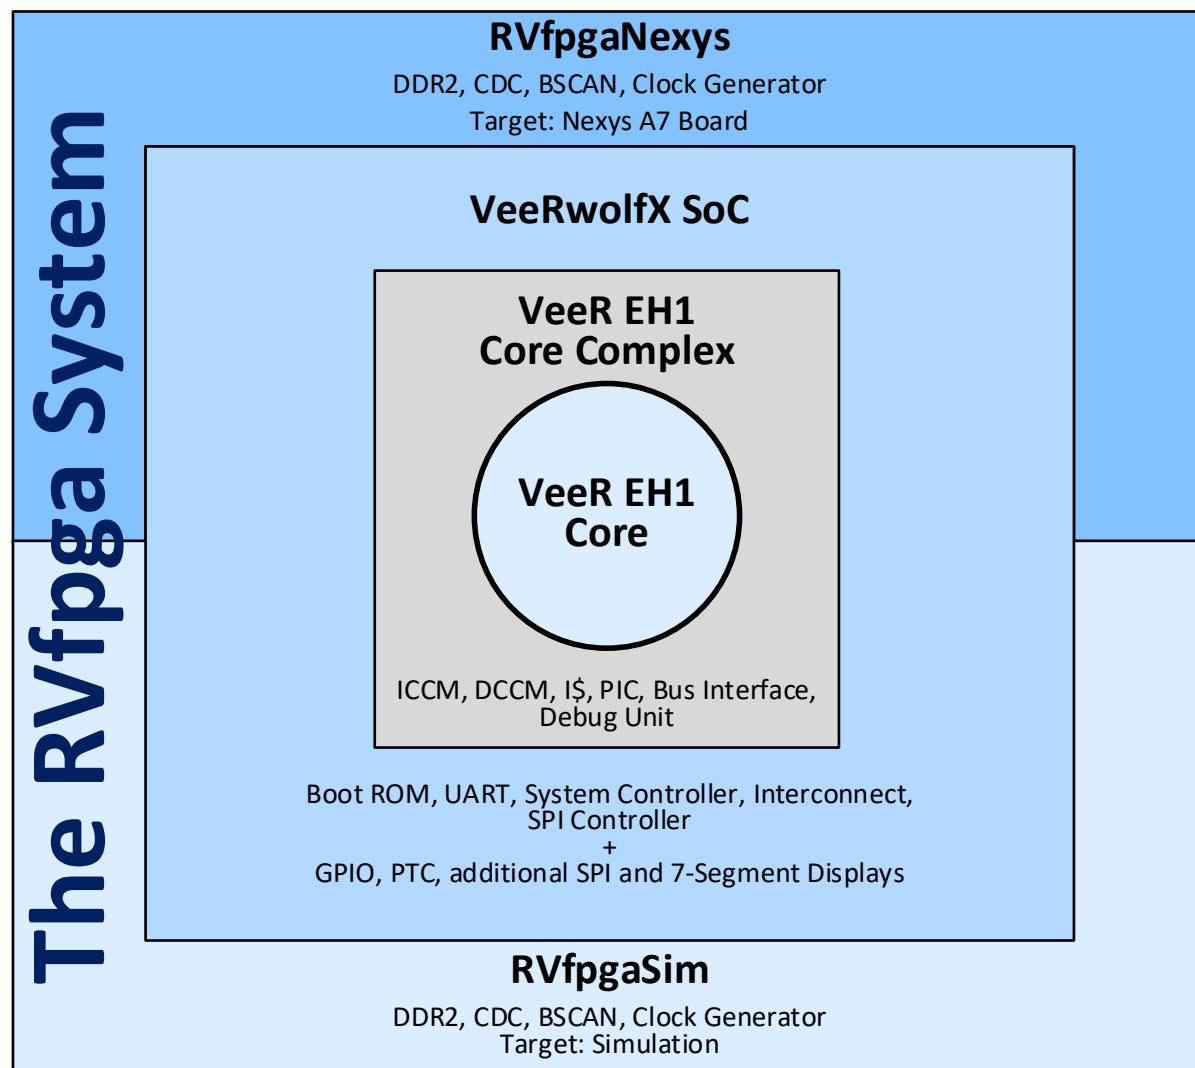 RVfpgaNexys
DDR2, CDC, BSCAN, Clock Generator
Target: Nexys A7 Board
The RVfpga System
VeeRwolfX SoC
VeeR EH1
Core Complex
VeeR EH1
Core
ICCM, DCCM, I$, PIC, Bus Interface,
Debug Unit
Boot ROM, UART, System Controller, Interconnect,
SPI Controller
+
GPIO, PTC, additional SPI and 7-Segment Displays
RVfpgaSim
DDR2, CDC, BSCAN, Clock Generator
Target: Simulation